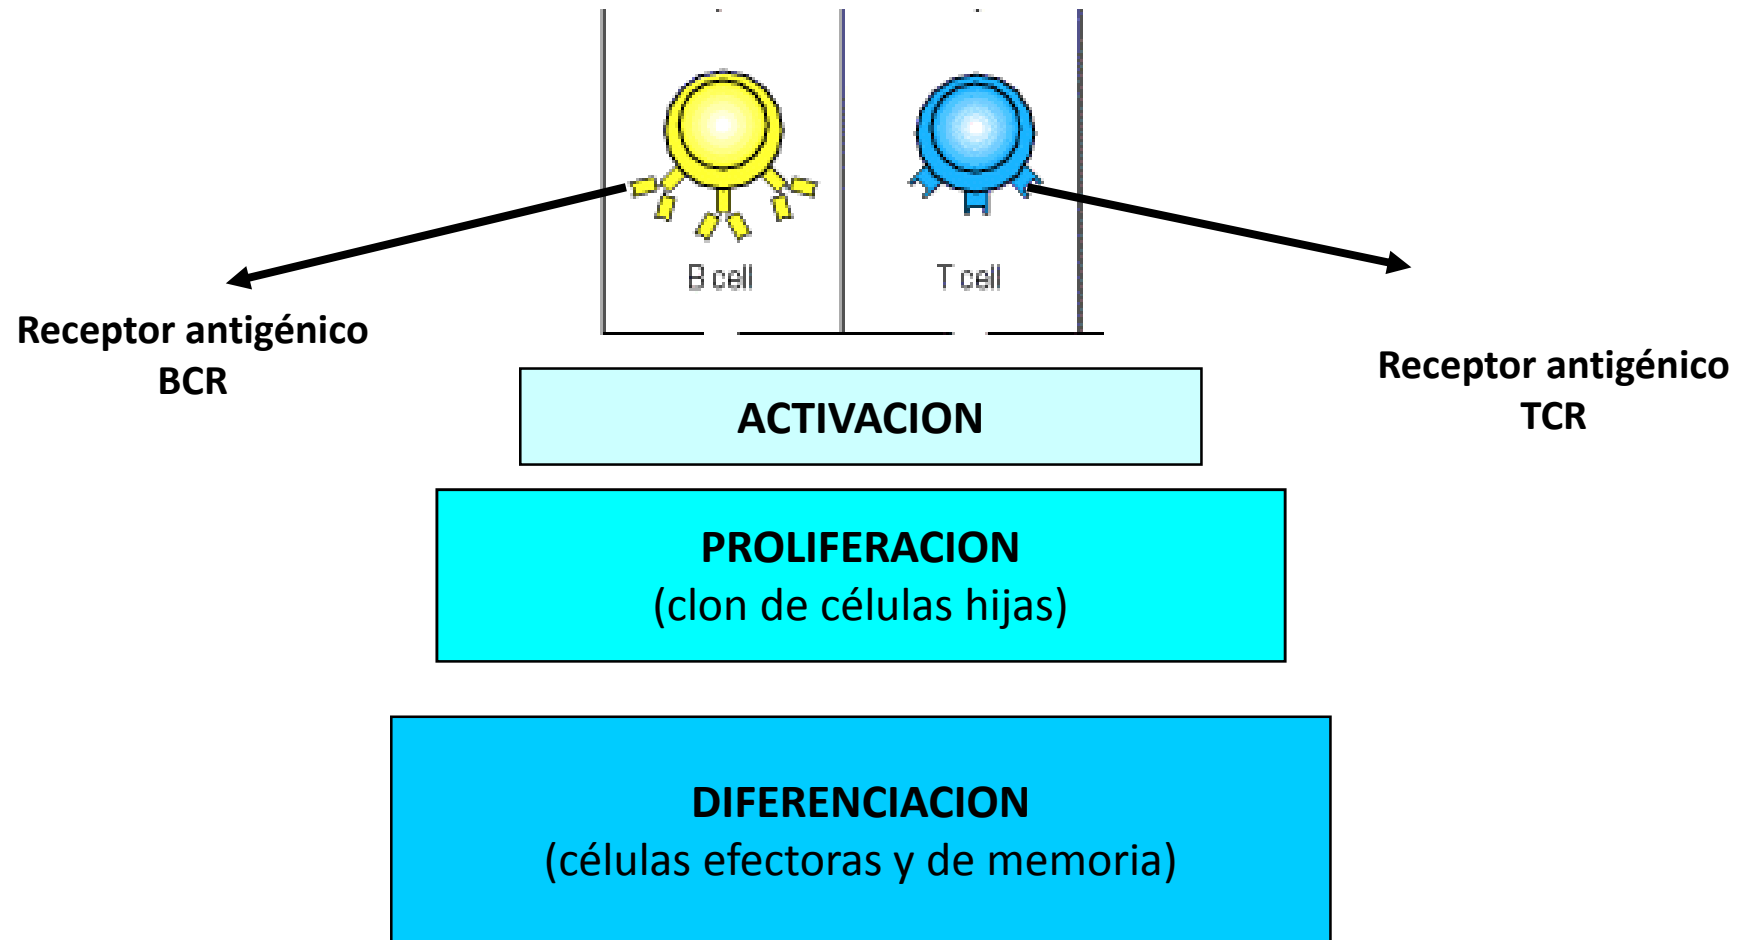 B cell
T cell
Receptor antigénico
BCR
Receptor antigénico
TCR
ACTIVACION
PROLIFERACION
(clon de células hijas)
DIFERENCIACION
(células efectoras y de memoria)